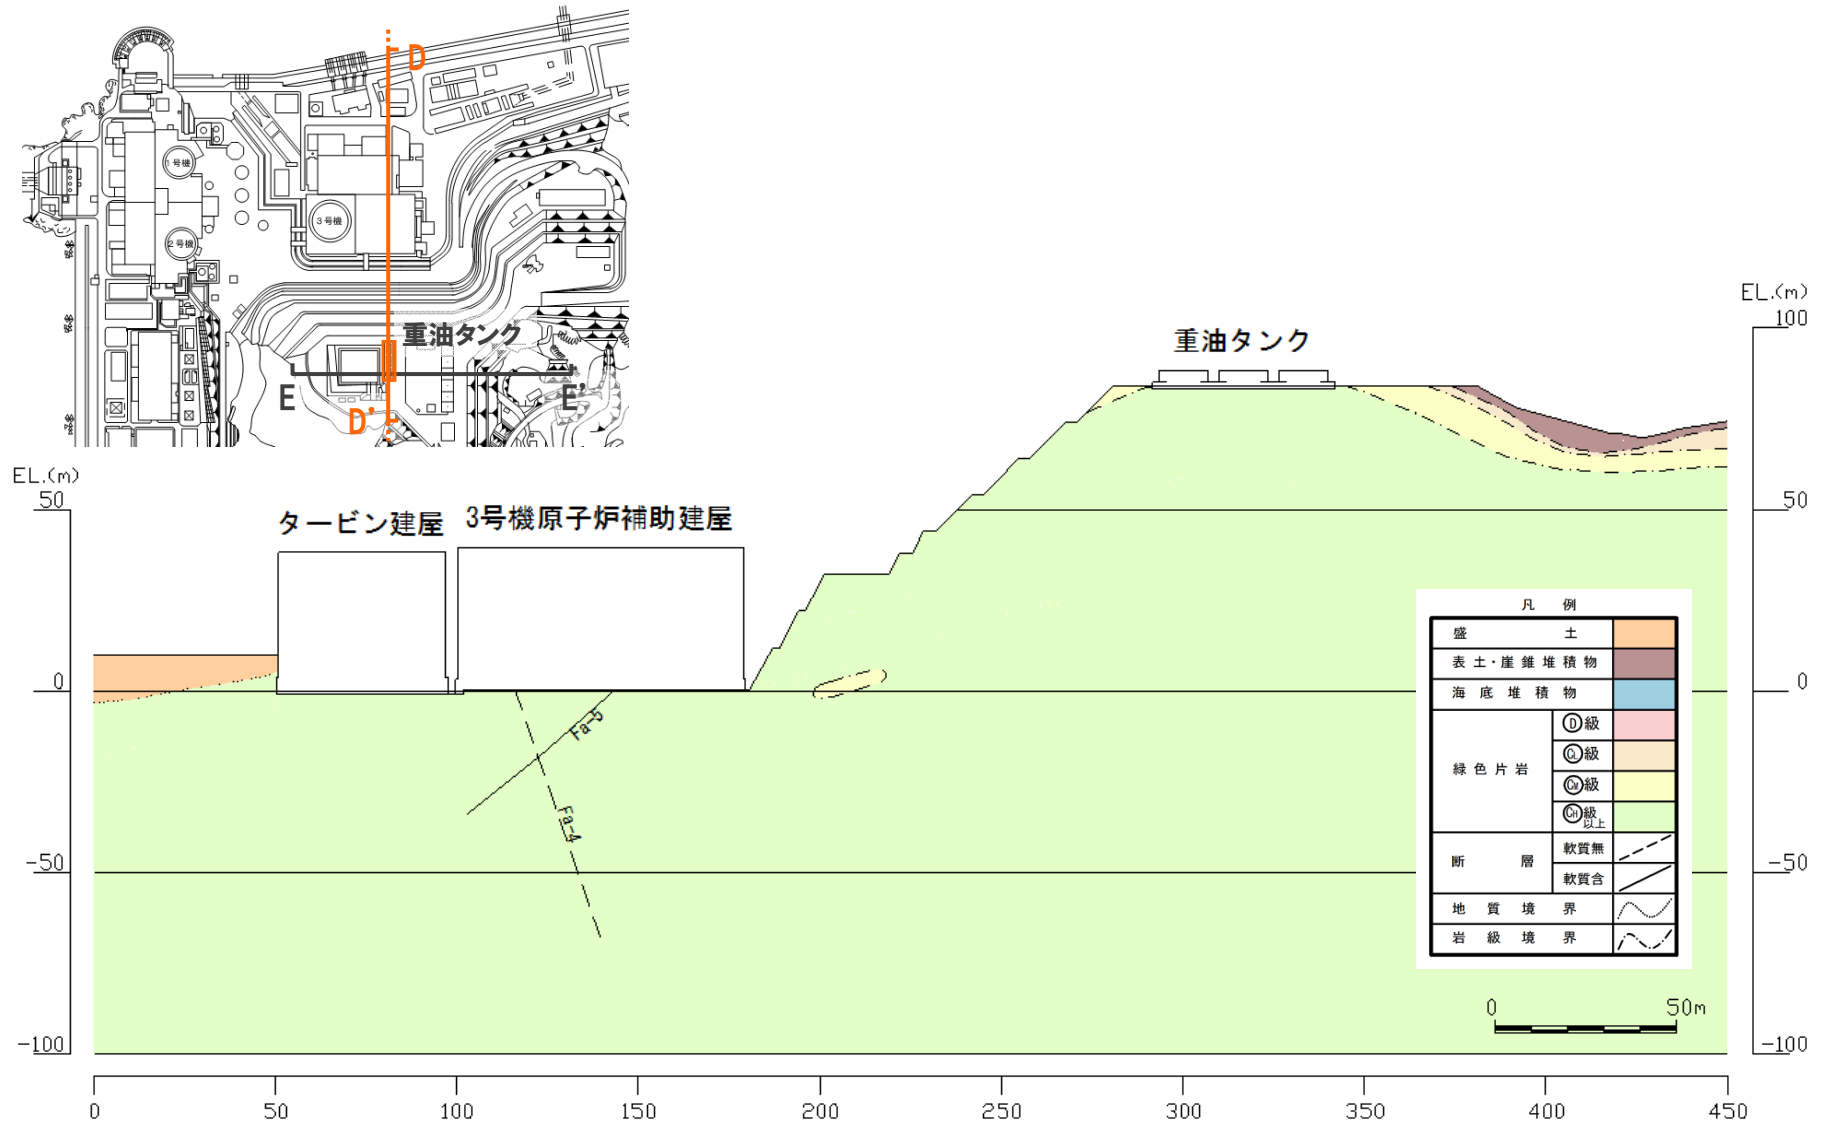 D
1号機
3号機
2号機
重油タンク
E
E'
D'
EL.(m)
100
重油タンク
EL.(m)
50
50
タービン建屋
3号機原子炉補助建屋
凡 例
盛 土
表土・崖錐堆積物
海底堆積物
緑色片岩
D級
CL級
CM級
CH級
以上
断 層
軟質無
軟質含
地質境界
岩級境界
0
0
Fa-5
Fa-4
-50
-50
0 50m
-100
-100
0 50 100 150 200 250 300 350 400 450